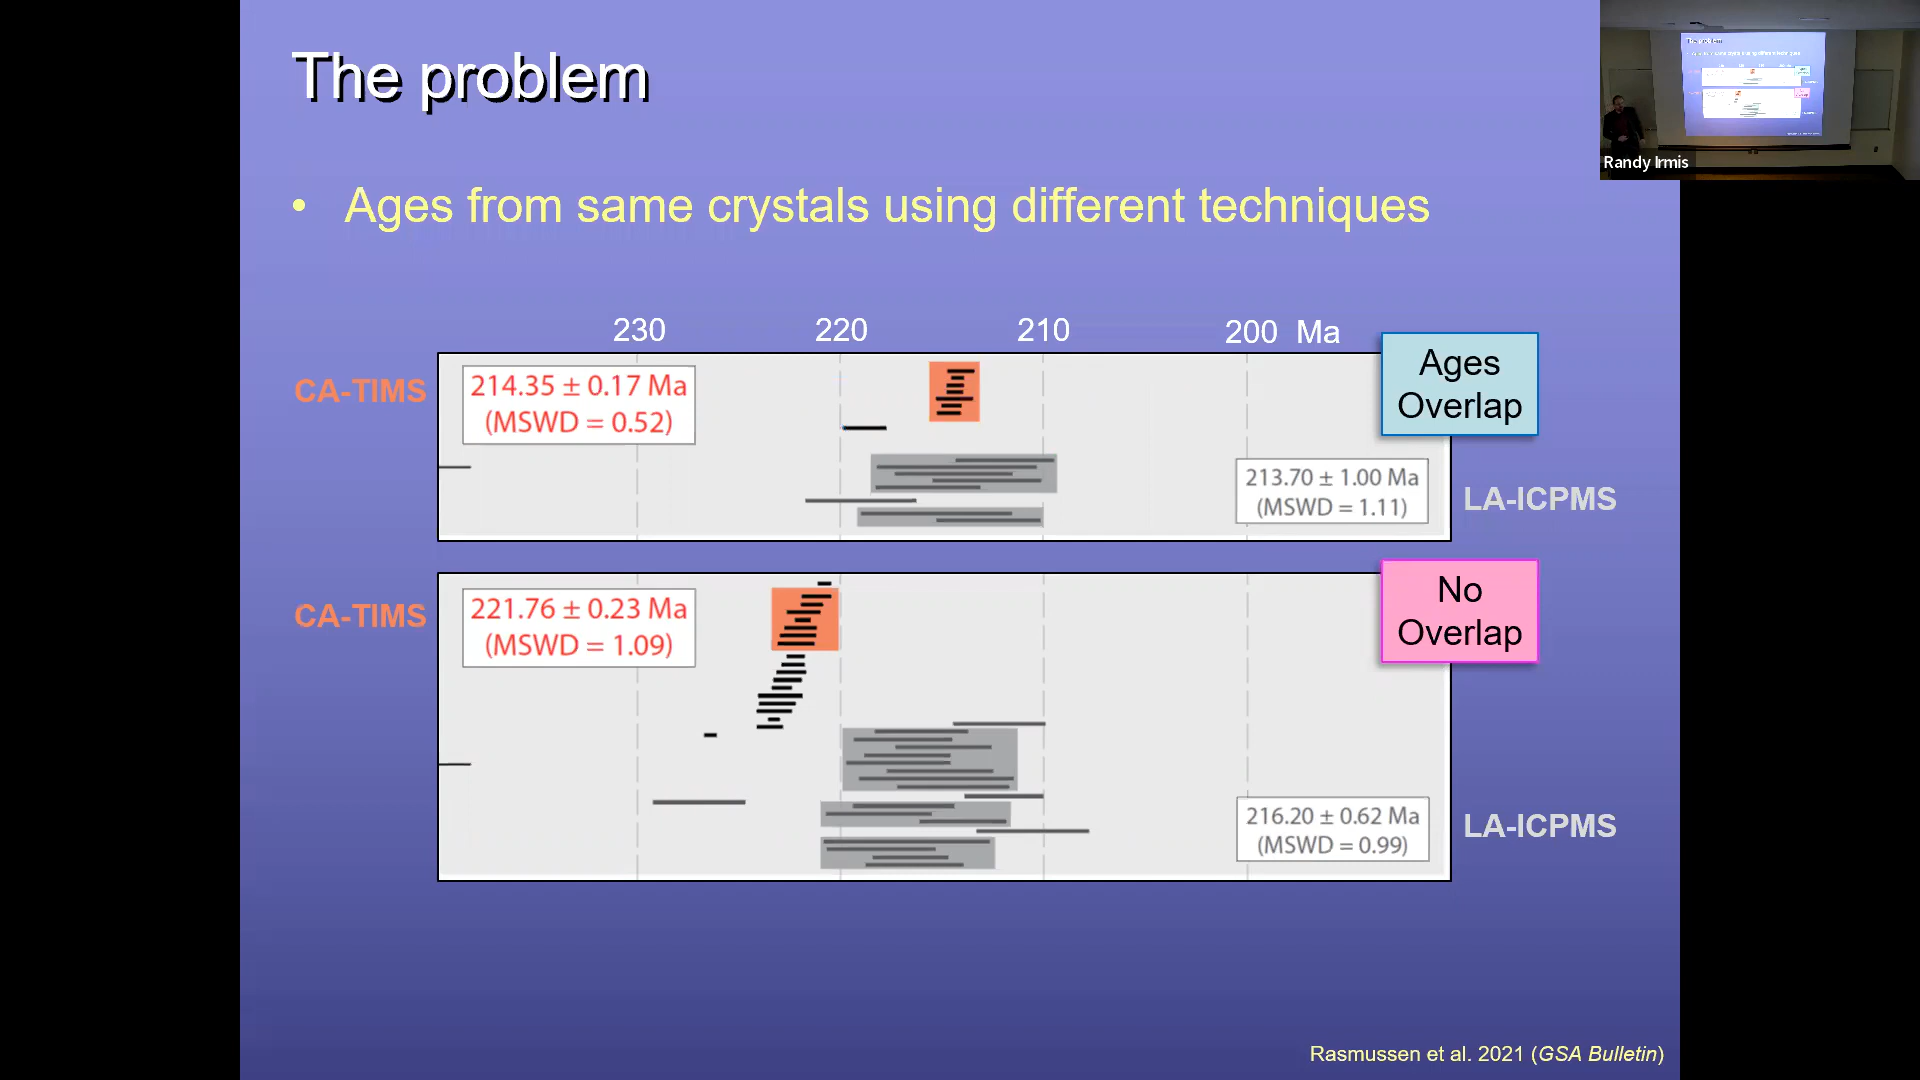 The problem
• Ages from same crystals using different techniques
230 220 210 200 Ma
CA-TIMS
214.35 ± 0.17 Ma
(MSWD = 0.52)
Ages
Overlap
213.70 ± 1.00 Ma
(MSWD = 1.11)
LA-ICPMS
CA-TIMS
221.76 ± 0.23 Ma
(MSWD = 1.09)
No
Overlap
216.20 ± 0.62 Ma
(MSWD = 0.99)
LA-ICPMS
Rasmussen et al. 2021 (GSA Bulletin)
Randy Irmis